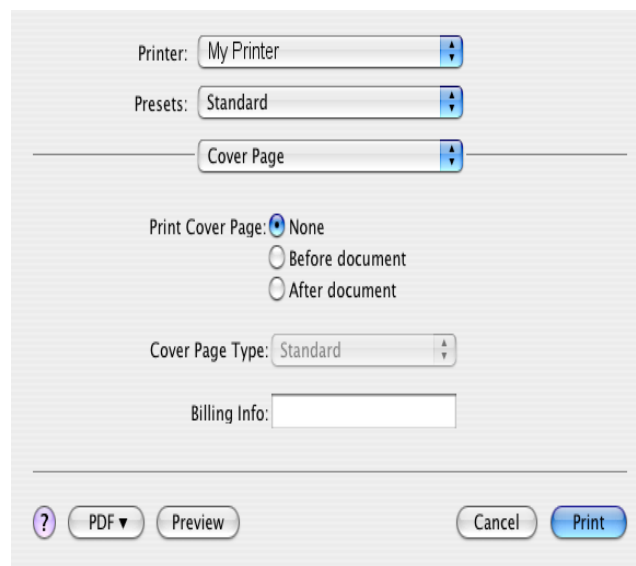 Printer: My Printer
Presets: Standard
Cover Page
Print Cover Page: None
Before document
After document
Cover Page Type: Standard
Billing Info:
? PDF ▼ Preview Cancel Print